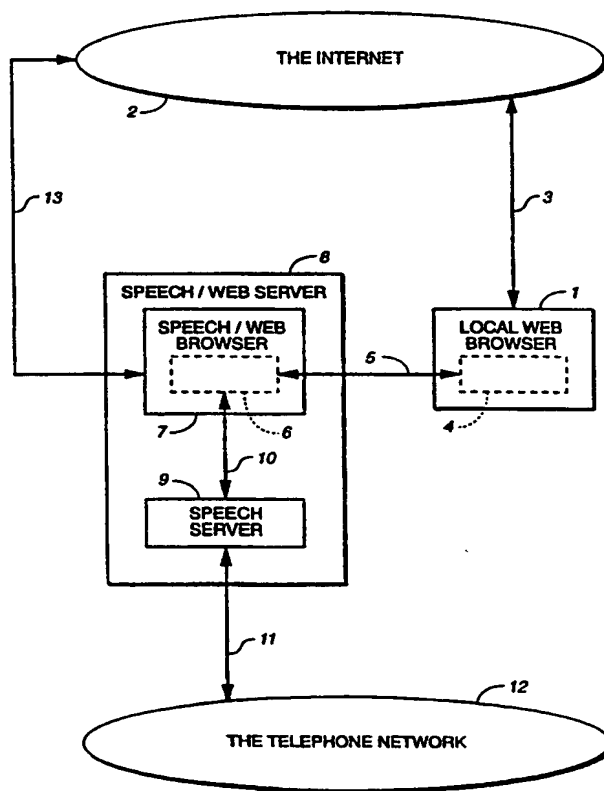 THE INTERNET
2
13
3
8
SPEECH / WEB SERVER
1
SPEECH / WEB
BROWSER
LOCAL WEB
BROWSER
5
7
6
4
10
9
SPEECH
SERVER
11
12
THE TELEPHONE NETWORK